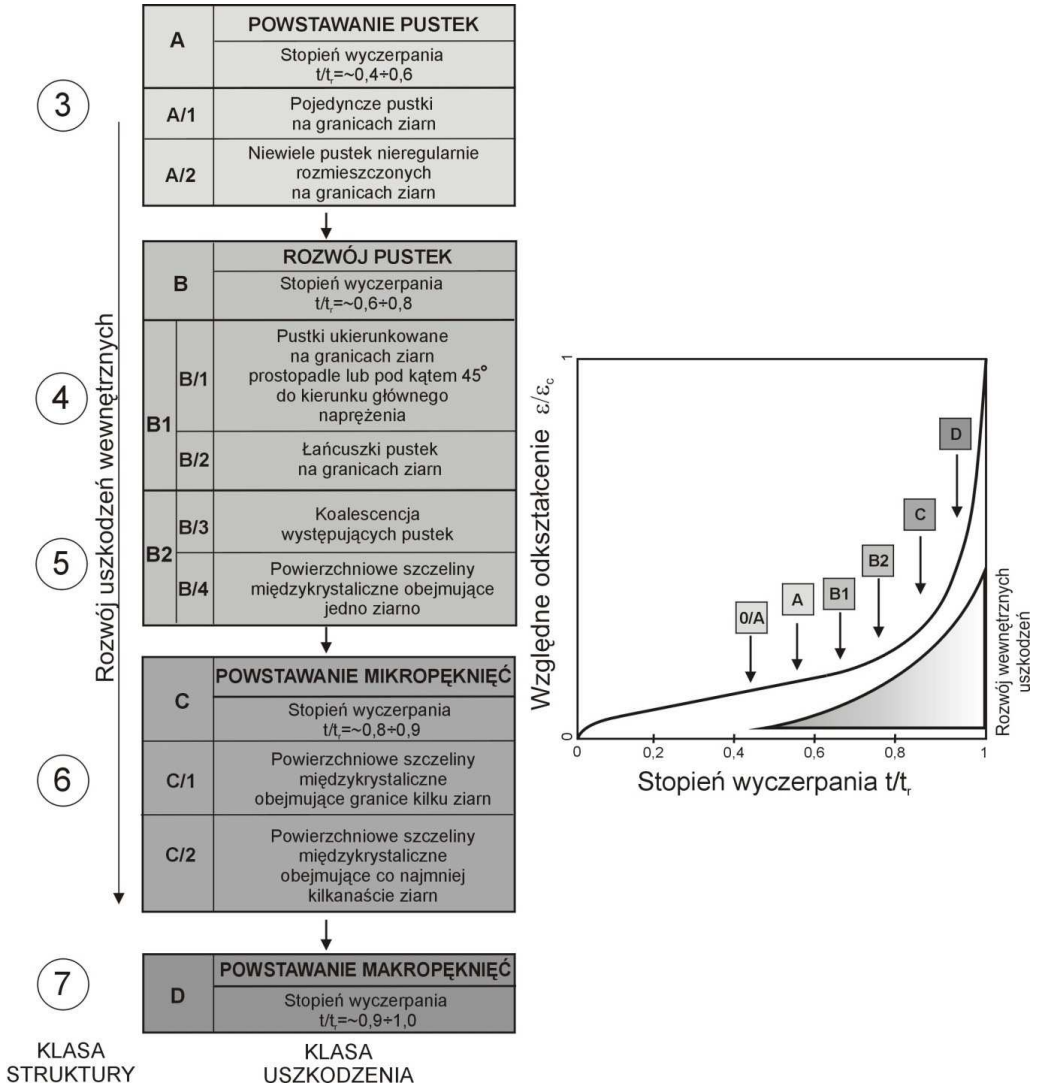 3
A
POWSTAWANIE PUSTEK
Stopień wyczerpania
t/tr=~0,4÷0,6
A/1
Pojedyncze pustki
na granicach ziarn
A/2
Niewiele pustek nieregularnie
rozmieszczonych
na granicach ziarn
Rozwój uszkodzeń wewnętrznych
4
B
ROZWÓJ PUSTEK
Stopień wyczerpania
t/tr=~0,6÷0,8
B1
B/1
Pustki ukierunkowane
na granicach ziarn
prostopadle lub pod kątem 45°
do kierunku głównego
naprężenia
B/2
Łańcuszki pustek
na granicach ziarn
5
B2
B/3
Koalescencja
występujących pustek
B/4
Powierzchniowe szczeliny
międzykrystaliczne obejmujące
jedno ziarno
6
C
POWSTAWANIE MIKROPĘKNIĘĆ
Stopień wyczerpania
t/tr=~0,8÷0,9
C/1
Powierzchniowe szczeliny
międzykrystaliczne
obejmujące granice kilku ziarn
C/2
Powierzchniowe szczeliny
międzykrystaliczne
obejmujące co najmniej
kilkanaście ziarn
7
D
POWSTAWANIE MAKROPĘKNIĘĆ
Stopień wyczerpania
t/tr=~0,9÷1,0
KLASA
STRUKTURY
KLASA
USZKODZENIA
Względne odkształcenie ε/εc
1
0
0/A
A
B1
B2
C
D
0 0,2 0,4 0,6 0,8 1
Stopień wyczerpania t/tr
Rozwój wewnętrznych
uszkodzeń